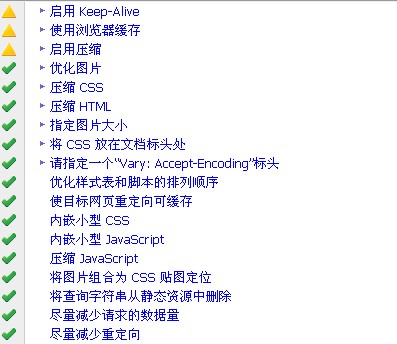 启用 Keep-Alive
使用浏览器缓存
启用压缩
优化图片
压缩 CSS
压缩 HTML
指定图片大小
将 CSS 放在文档标头处
请指定一个“Vary: Accept-Encoding”标头
优化样式表和脚本的排列顺序
使目标网页重定向可缓存
内嵌小型 CSS
内嵌小型 JavaScript
压缩 JavaScript
将图片组合为 CSS 贴图定位
将查询字符串从静态资源中删除
尽量减少请求的数据量
尽量减少重定向